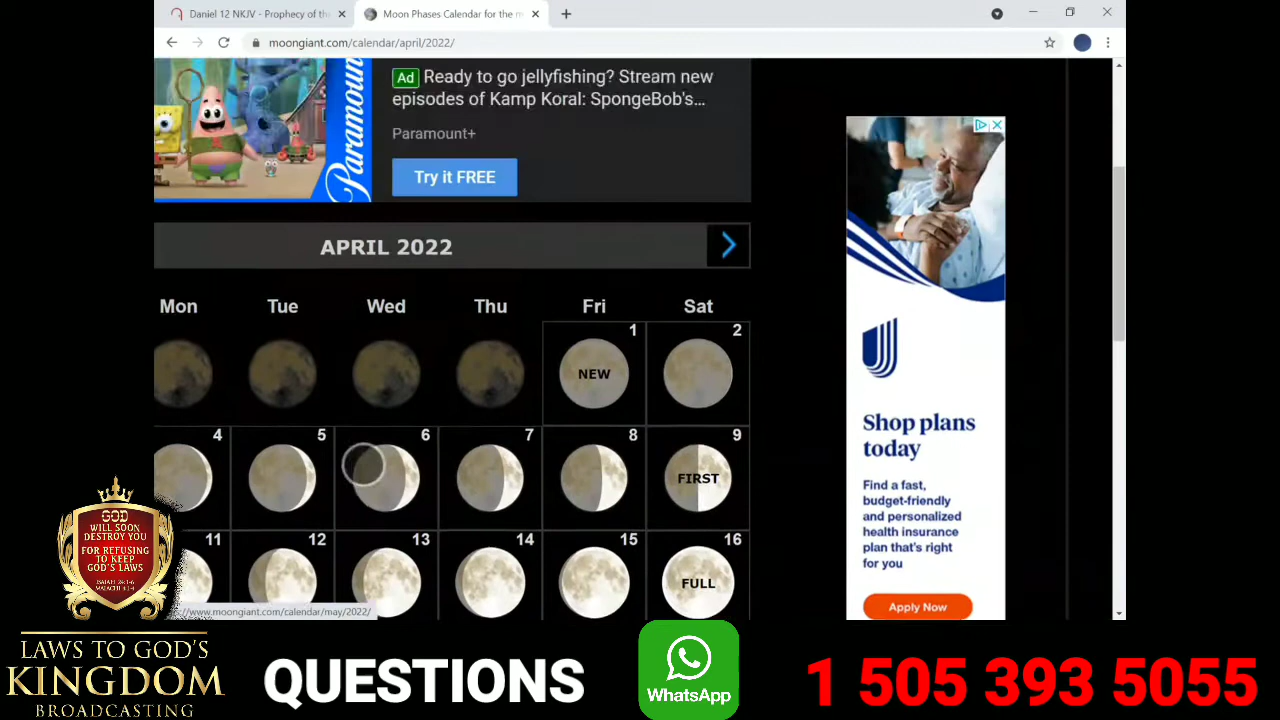 Daniel 12 NKJV - Prophecy of th
Moon Phases Calendar for the m
moongiant.com/calendar/april/2022/
Paramount
Ad Ready to go jellyfishing? Stream new
episodes of Kamp Koral: SpongeBob's...
Paramount+
Try it FREE
APRIL 2022
Mon Tue Wed Thu Fri Sat
1 2
NEW
4 5 6 7 8 9
FIRST
11 12 13 14 15 16
FULL
www.moongiant.com/calendar/may/2022/
Shop plans
today
Find a fast,
budget-friendly
and personalized
health insurance
plan that's right
for you
Apply Now
GOD
WILL SOON
DESTROY YOU
FOR REFUSING
TO KEEP
GOD'S LAWS
LAWS TO GOD'S
KINGDOM
BROADCASTING
QUESTIONS
WhatsApp
1 505 393 5055